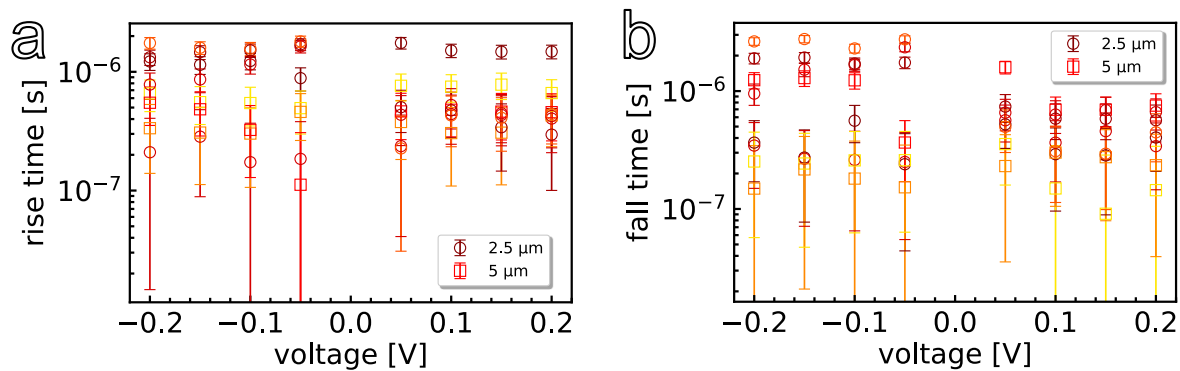 a
rise time [s]
10⁻⁶
10⁻⁷
2.5 μm
5 μm
−0.2 −0.1 0.0 0.1 0.2
voltage [V]
b
fall time [s]
10⁻⁶
10⁻⁷
2.5 μm
5 μm
−0.2 −0.1 0.0 0.1 0.2
voltage [V]